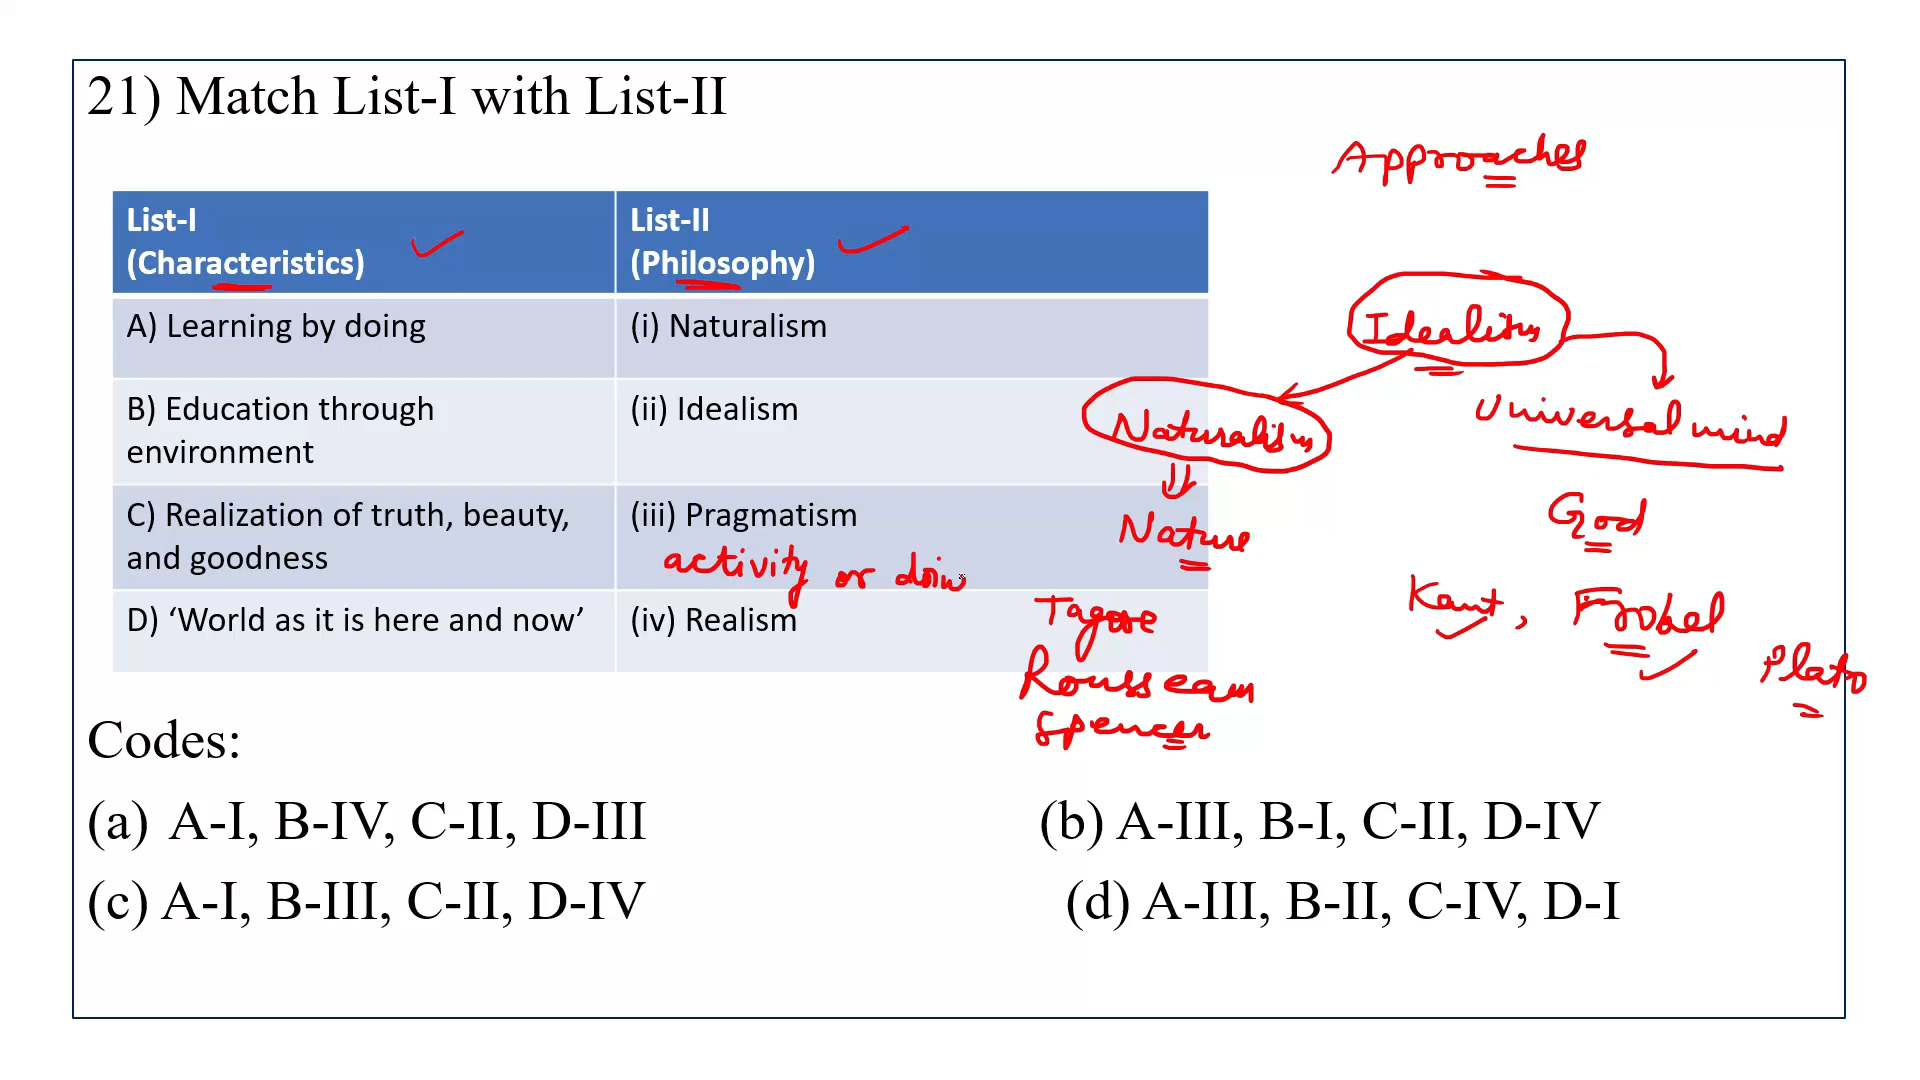 21) Match List-I with List-II
Approaches
List-I
(Characteristics)
List-II
(Philosophy)
A) Learning by doing
(i) Naturalism
Idealism
B) Education through
environment
(ii) Idealism
Naturalism
Universal mind
C) Realization of truth, beauty,
and goodness
(iii) Pragmatism
activity or doin
Nature
God
D) ‘World as it is here and now’
(iv) Realism
Tagore
Rousseau
Spencer
Kant, Frobel
Plato
Codes:
(a) A-I, B-IV, C-II, D-III
(b) A-III, B-I, C-II, D-IV
(c) A-I, B-III, C-II, D-IV
(d) A-III, B-II, C-IV, D-I